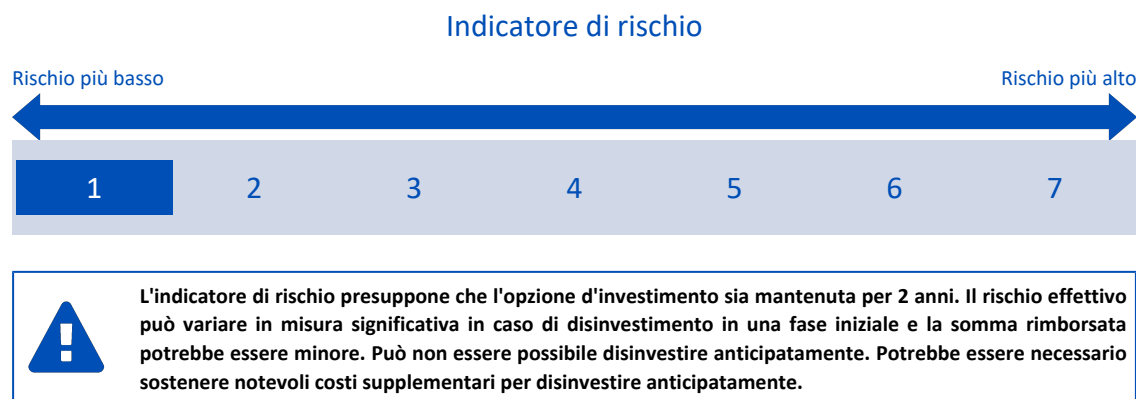 Indicatore di rischio
Rischio più basso
Rischio più alto
1 2 3 4 5 6 7
L'indicatore di rischio presuppone che l'opzione d'investimento sia mantenuta per 2 anni. Il rischio effettivo
può variare in misura significativa in caso di disinvestimento in una fase iniziale e la somma rimborsata
potrebbe essere minore. Può non essere possibile disinvestire anticipatamente. Potrebbe essere necessario
sostenere notevoli costi supplementari per disinvestire anticipatamente.